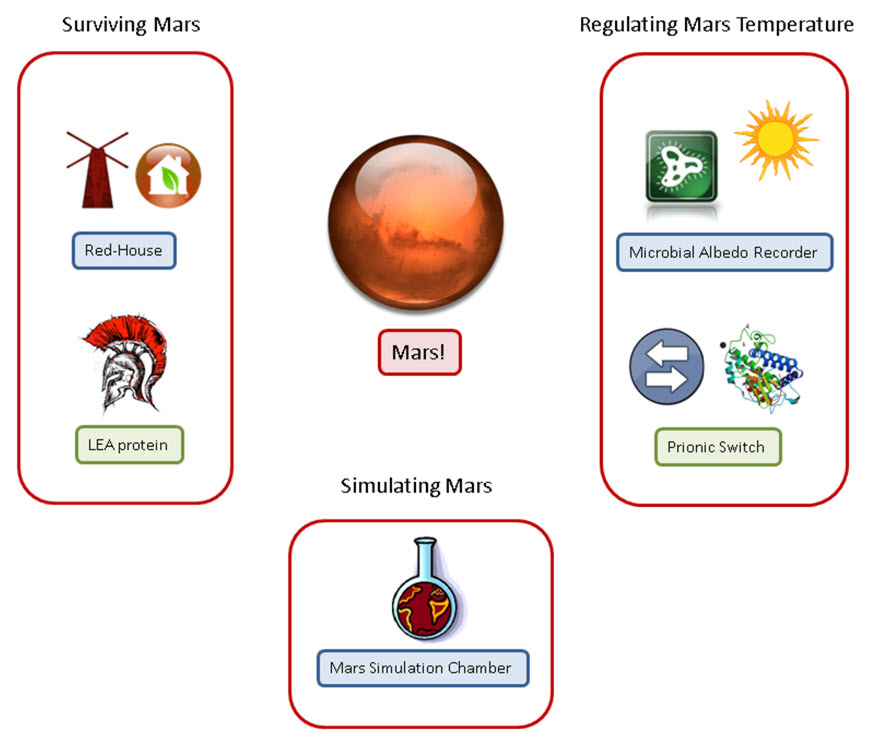 Surviving Mars
Regulating Mars Temperature
Red-House
Microbial Albedo Recorder
Mars!
LEA protein
Prionic Switch
Simulating Mars
Mars Simulation Chamber